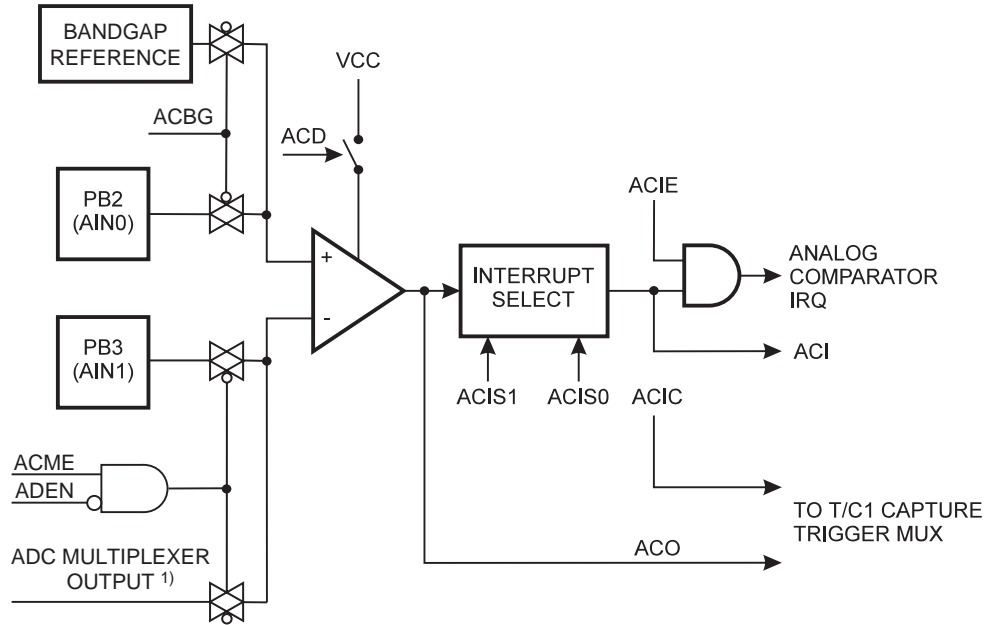 BANDGAP
REFERENCE
VCC
ACBG
ACD
PB2
(AIN0)
ACIE
+
-
INTERRUPT
SELECT
ANALOG
COMPARATOR
IRQ
PB3
(AIN1)
ACI
ACIS1
ACIS0
ACIC
ACME
ADEN
TO T/C1 CAPTURE
TRIGGER MUX
ADC MULTIPLEXER
OUTPUT 1)
ACO